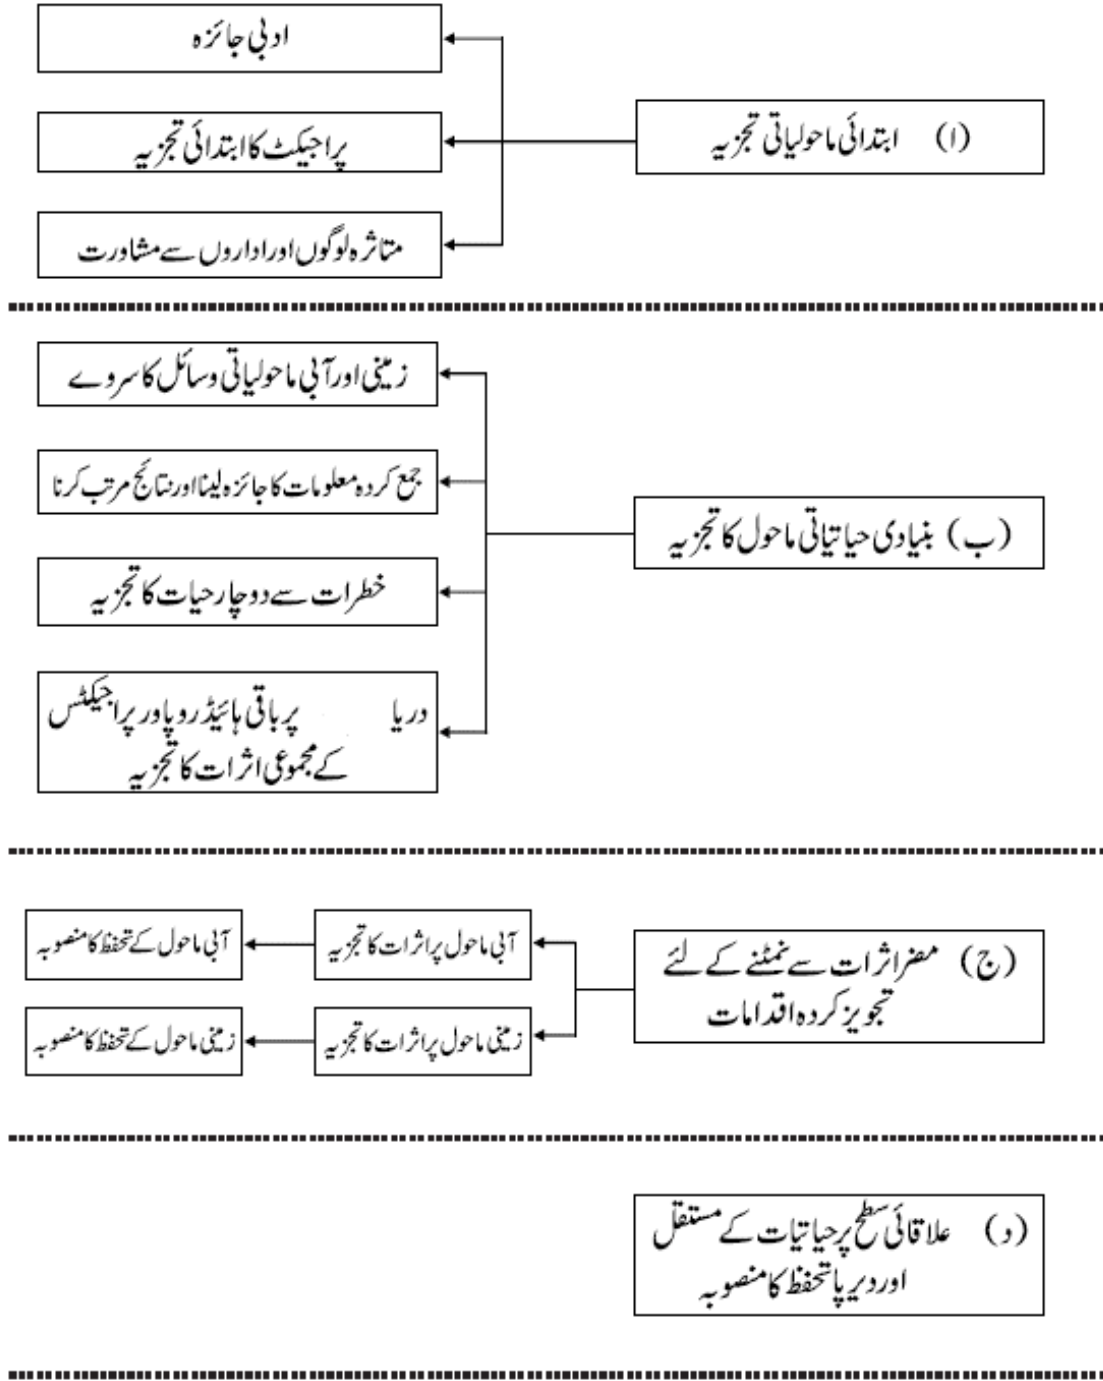 (ا) ابتدائی ماحولیاتی تجزیہ
ادبی جائزہ
پراجیکٹ کا ابتدائی تجزیہ
متاثرہ لوگوں اور اداروں سے مشاورت
(ب) بنیادی حیاتیاتی ماحول کا تجزیہ
زمینی اور آبی ماحولیاتی وسائل کا سروے
جمع کردہ معلومات کا جائزہ لینا اور نتائج مرتب کرنا
خطرات سے دوچار حیات کا تجزیہ
دریا پر باقی ہائیڈرو پاور پراجیکٹس
کے مجموعی اثرات کا تجزیہ
(ج) مضر اثرات سے نمٹنے کے لئے
تجویز کردہ اقدامات
آبی ماحول پر اثرات کا تجزیہ
آبی ماحول کے تحفظ کا منصوبہ
زمینی ماحول پر اثرات کا تجزیہ
زمینی ماحول کے تحفظ کا منصوبہ
(د) علاقائی سطح پر حیاتیات کے مستقل
اور دیرپا تحفظ کا منصوبہ